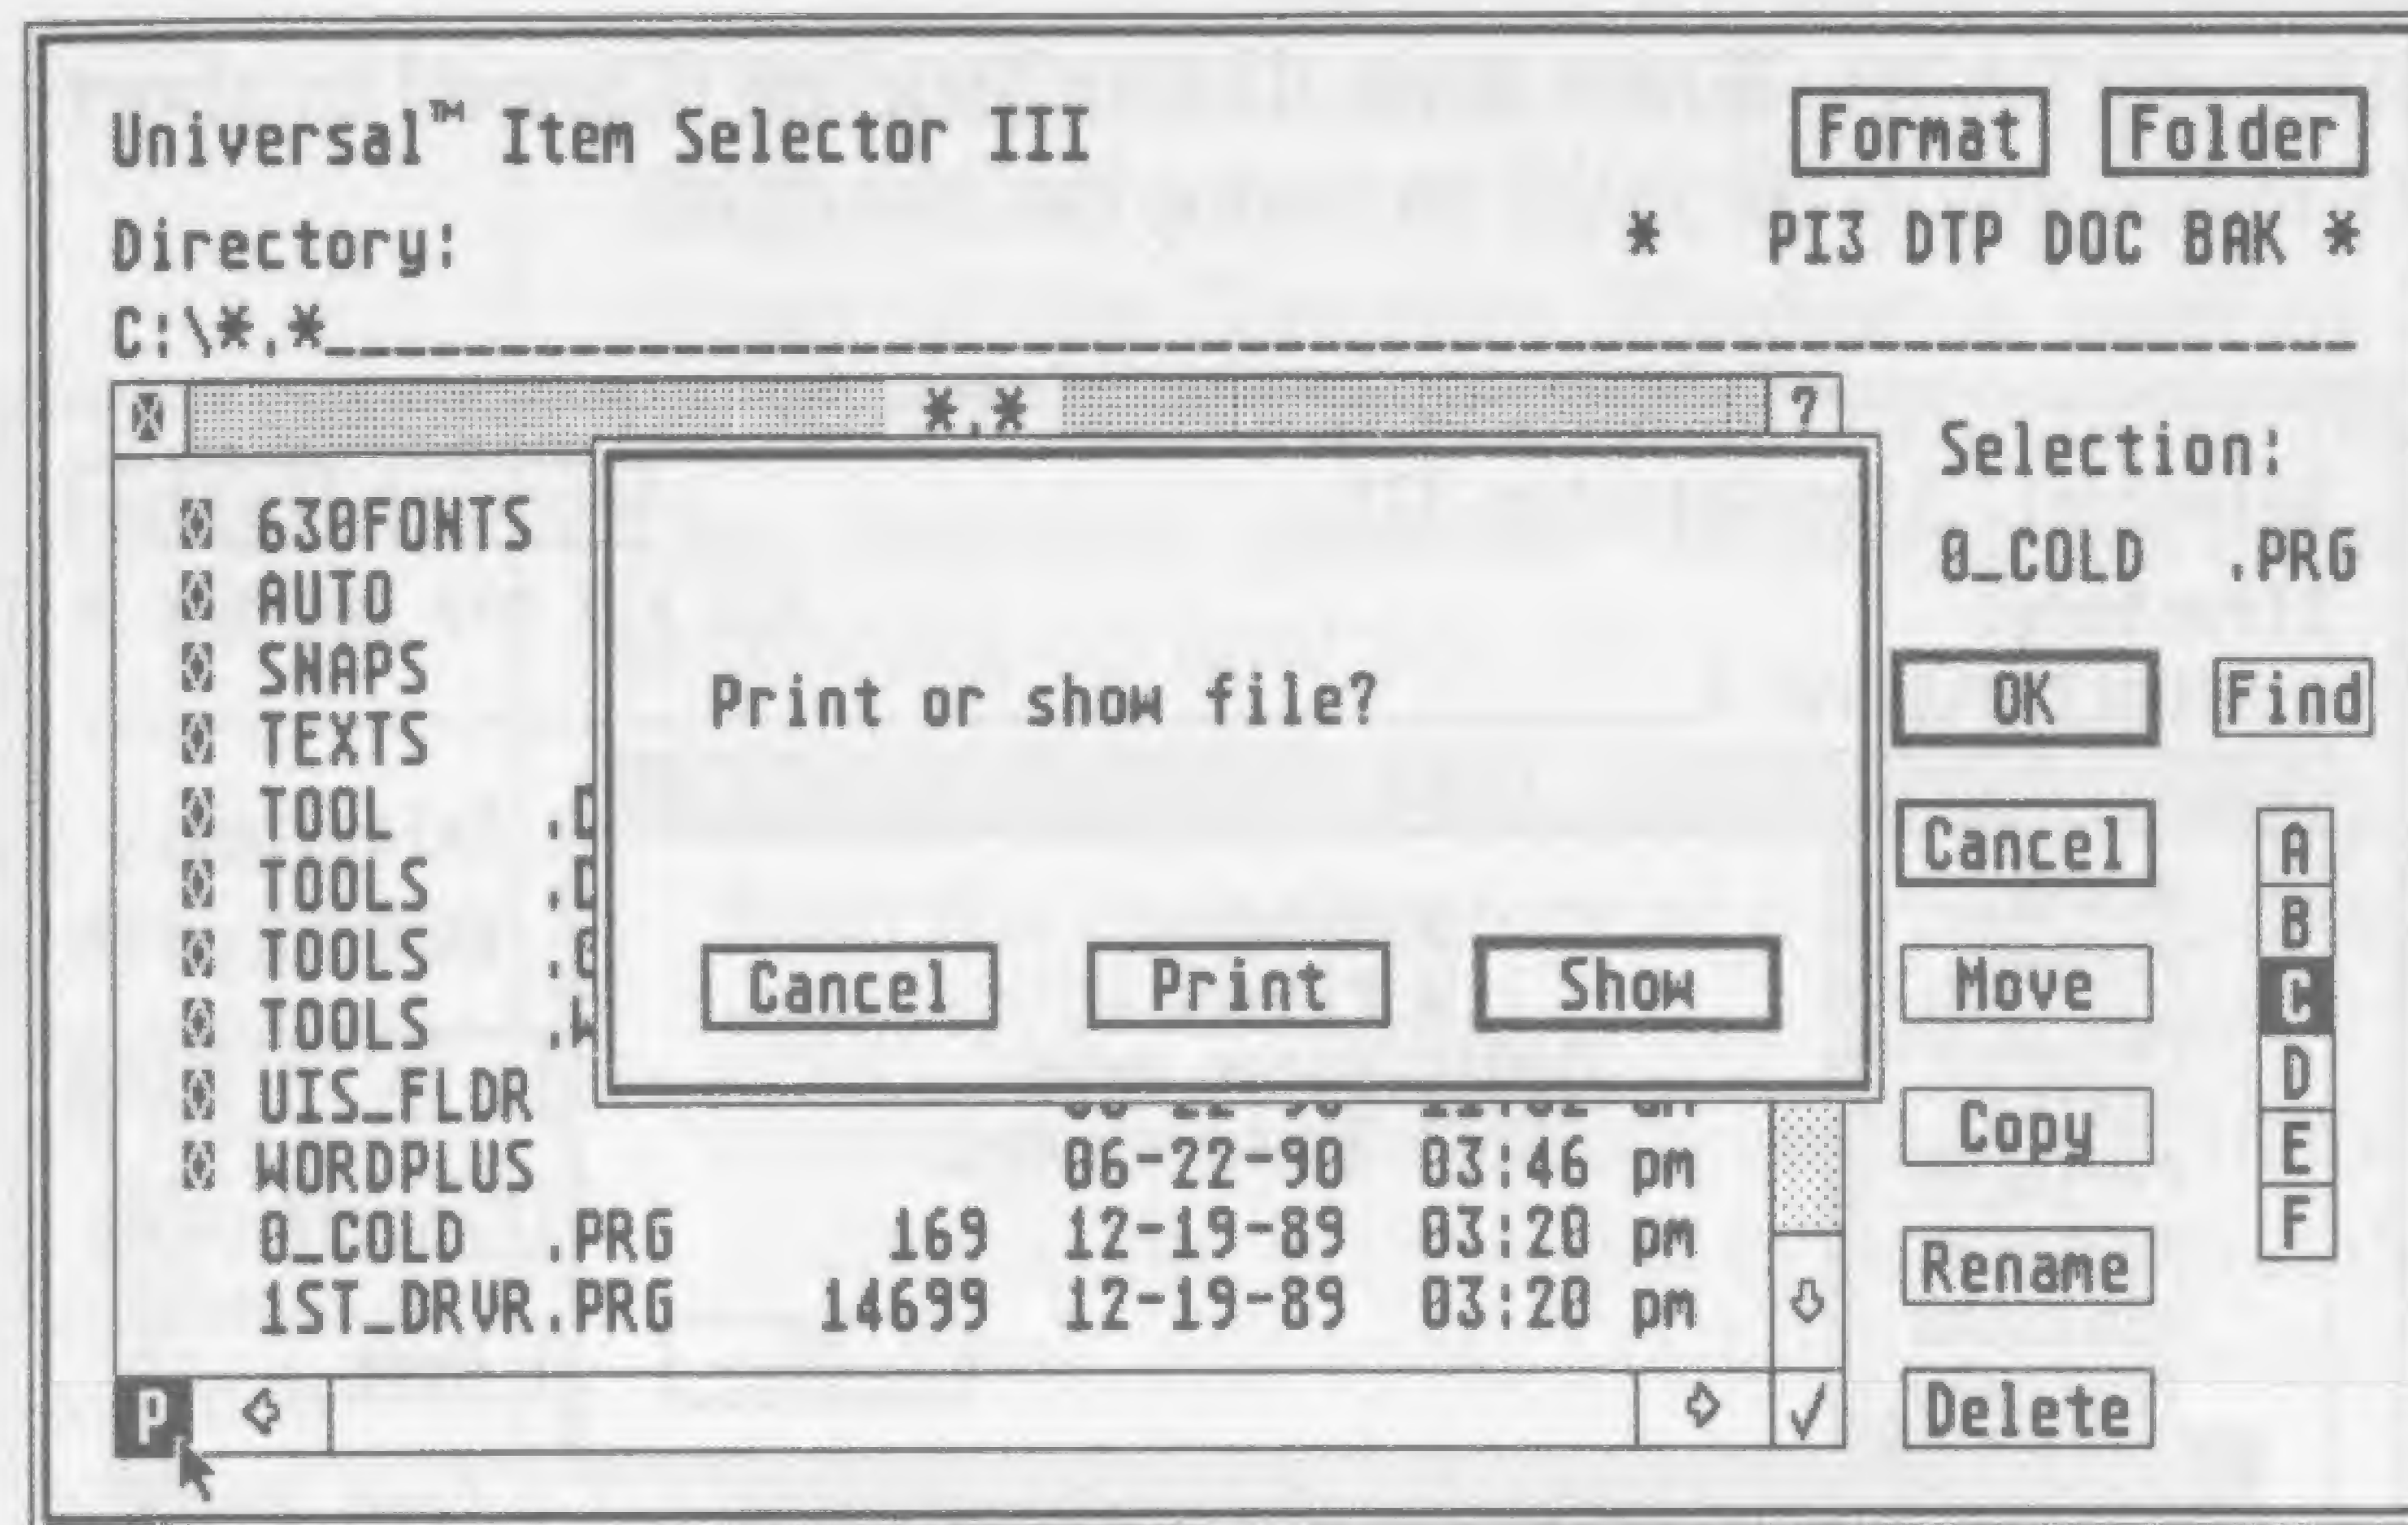 Universal™ Item Selector III Format Folder
Directory: * PI3 DTP DOC BAK *
C:\*.*
*.* ?
Selection:
630FONTS
0_COLD .PRG
AUTO
SNAPS
Print or show file?
OK Find
TEXTS
TOOL
Cancel
TOOLS
TOOLS
TOOLS
Cancel Print Show
Move
A
B
C
D
E
F
UIS_FLDR
Copy
WORDPLUS 06-22-90 03:46 pm
0_COLD .PRG 169 12-19-89 03:20 pm
Rename
1ST_DRVR.PRG 14699 12-19-89 03:20 pm
P
Delete